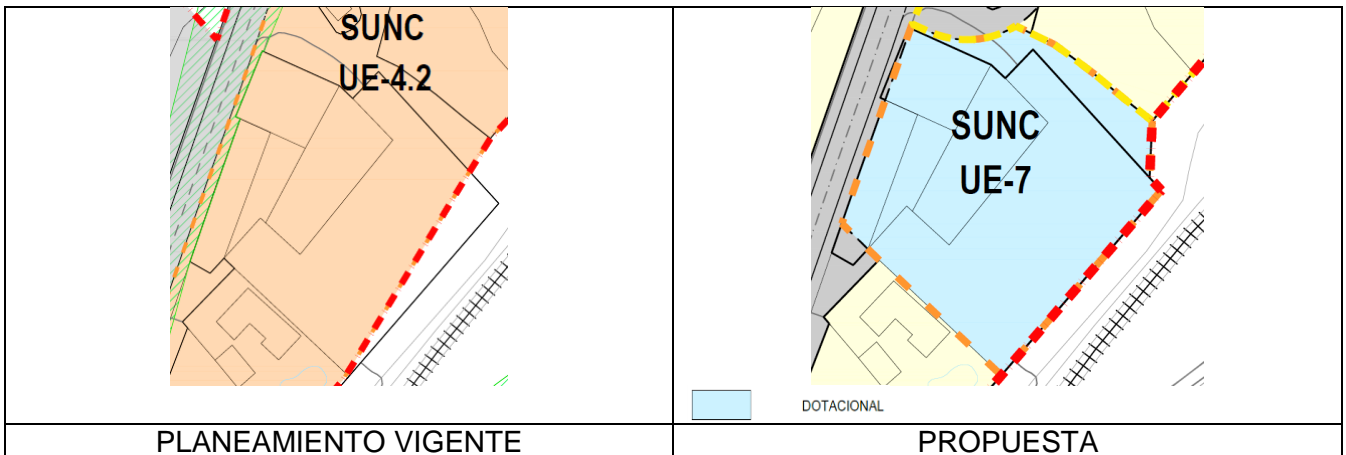 SUNC
UE-4.2
SUNC
UE-7
DOTACIONAL
PLANEAMIENTO VIGENTE
PROPUESTA